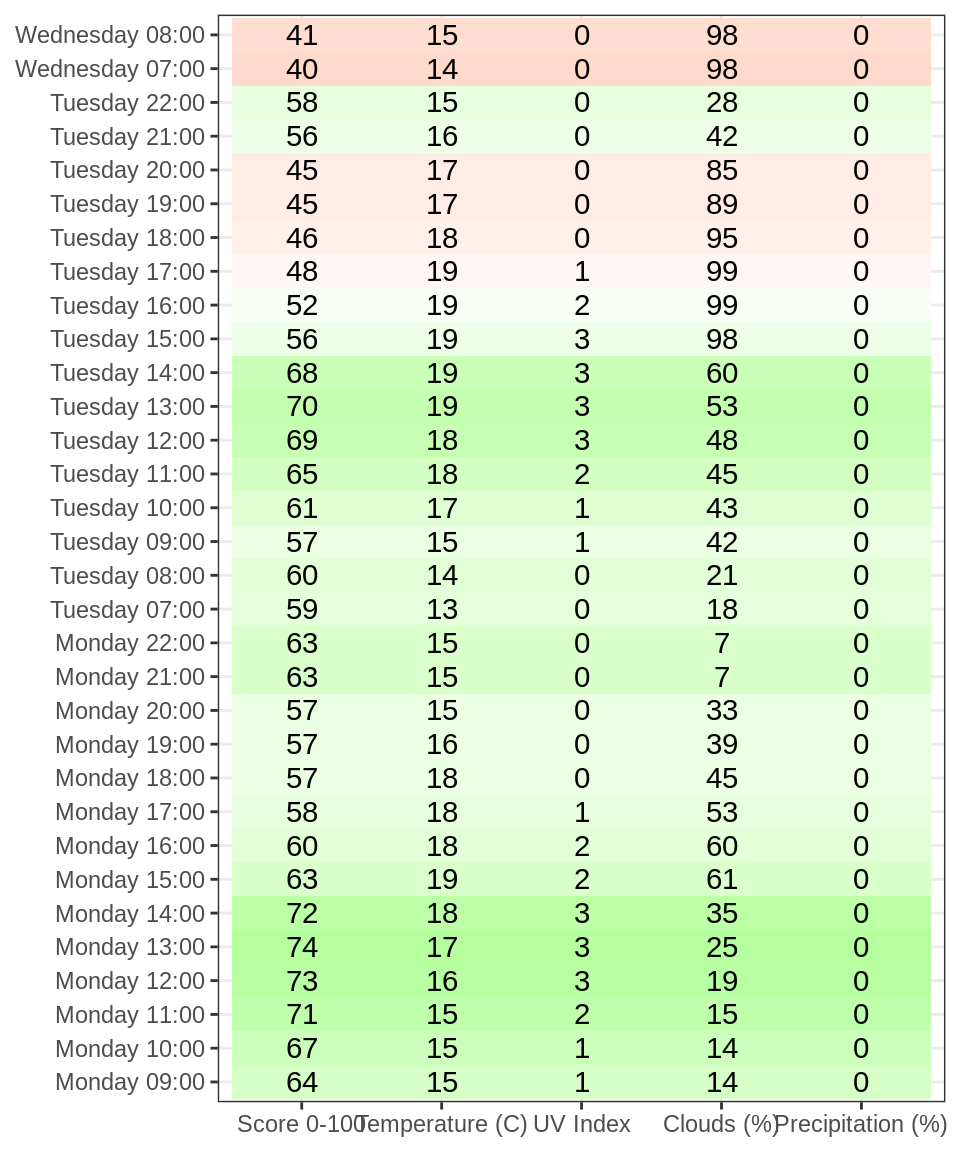 Wednesday 08:00 41 15 0 98 0
Wednesday 07:00 40 14 0 98 0
Tuesday 22:00 58 15 0 28 0
Tuesday 21:00 56 16 0 42 0
Tuesday 20:00 45 17 0 85 0
Tuesday 19:00 45 17 0 89 0
Tuesday 18:00 46 18 0 95 0
Tuesday 17:00 48 19 1 99 0
Tuesday 16:00 52 19 2 99 0
Tuesday 15:00 56 19 3 98 0
Tuesday 14:00 68 19 3 60 0
Tuesday 13:00 70 19 3 53 0
Tuesday 12:00 69 18 3 48 0
Tuesday 11:00 65 18 2 45 0
Tuesday 10:00 61 17 1 43 0
Tuesday 09:00 57 15 1 42 0
Tuesday 08:00 60 14 0 21 0
Tuesday 07:00 59 13 0 18 0
Monday 22:00 63 15 0 7 0
Monday 21:00 63 15 0 7 0
Monday 20:00 57 15 0 33 0
Monday 19:00 57 16 0 39 0
Monday 18:00 57 18 0 45 0
Monday 17:00 58 18 1 53 0
Monday 16:00 60 18 2 60 0
Monday 15:00 63 19 2 61 0
Monday 14:00 72 18 3 35 0
Monday 13:00 74 17 3 25 0
Monday 12:00 73 16 3 19 0
Monday 11:00 71 15 2 15 0
Monday 10:00 67 15 1 14 0
Monday 09:00 64 15 1 14 0
Score 0-100 Temperature (C) UV Index Clouds (%) Precipitation (%)